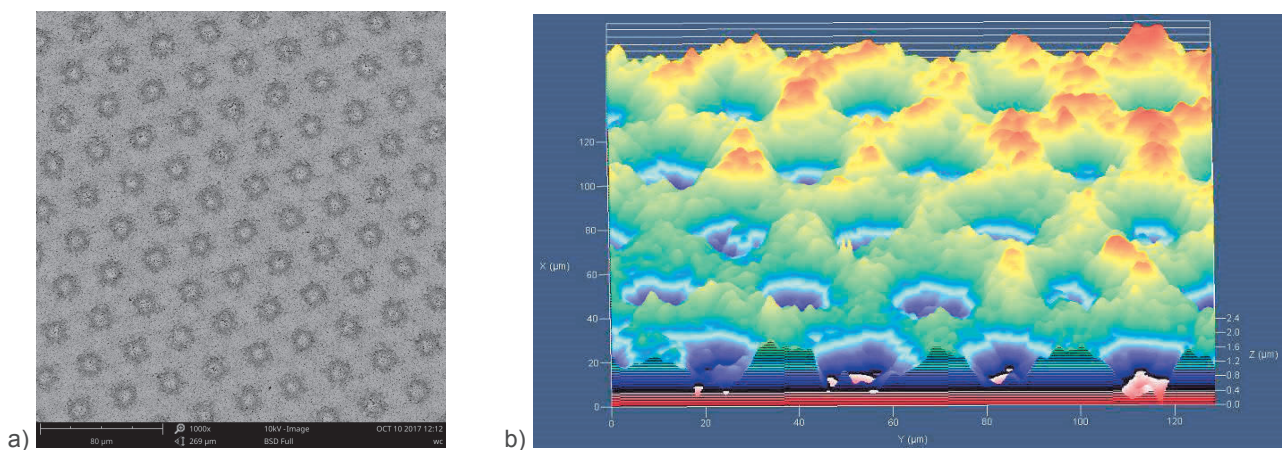 a)
80 µm
1000x 10kV -Image OCT 10 2017 12:12
269 µm BSD Full wc
b)
120
100
80
X (µm)
60
40
2.4
2.0
20
1.6
1.2
Z (µm)
0.8
0.4
0
0.0
0 20 40 60 80 100 120
Y (µm)